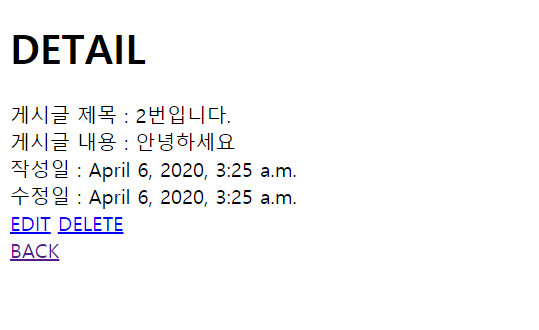 DETAIL
게시글 제목 : 2번입니다.
게시글 내용 : 안녕하세요
작성일 : April 6, 2020, 3:25 a.m.
수정일 : April 6, 2020, 3:25 a.m.
EDIT DELETE
BACK